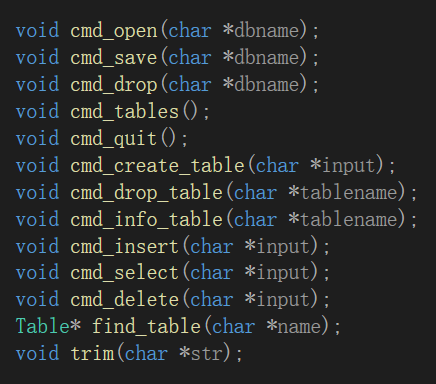 void cmd_open(char *dbname);
void cmd_save(char *dbname);
void cmd_drop(char *dbname);
void cmd_tables();
void cmd_quit();
void cmd_create_table(char *input);
void cmd_drop_table(char *tablename);
void cmd_info_table(char *tablename);
void cmd_insert(char *input);
void cmd_select(char *input);
void cmd_delete(char *input);
Table* find_table(char *name);
void trim(char *str);